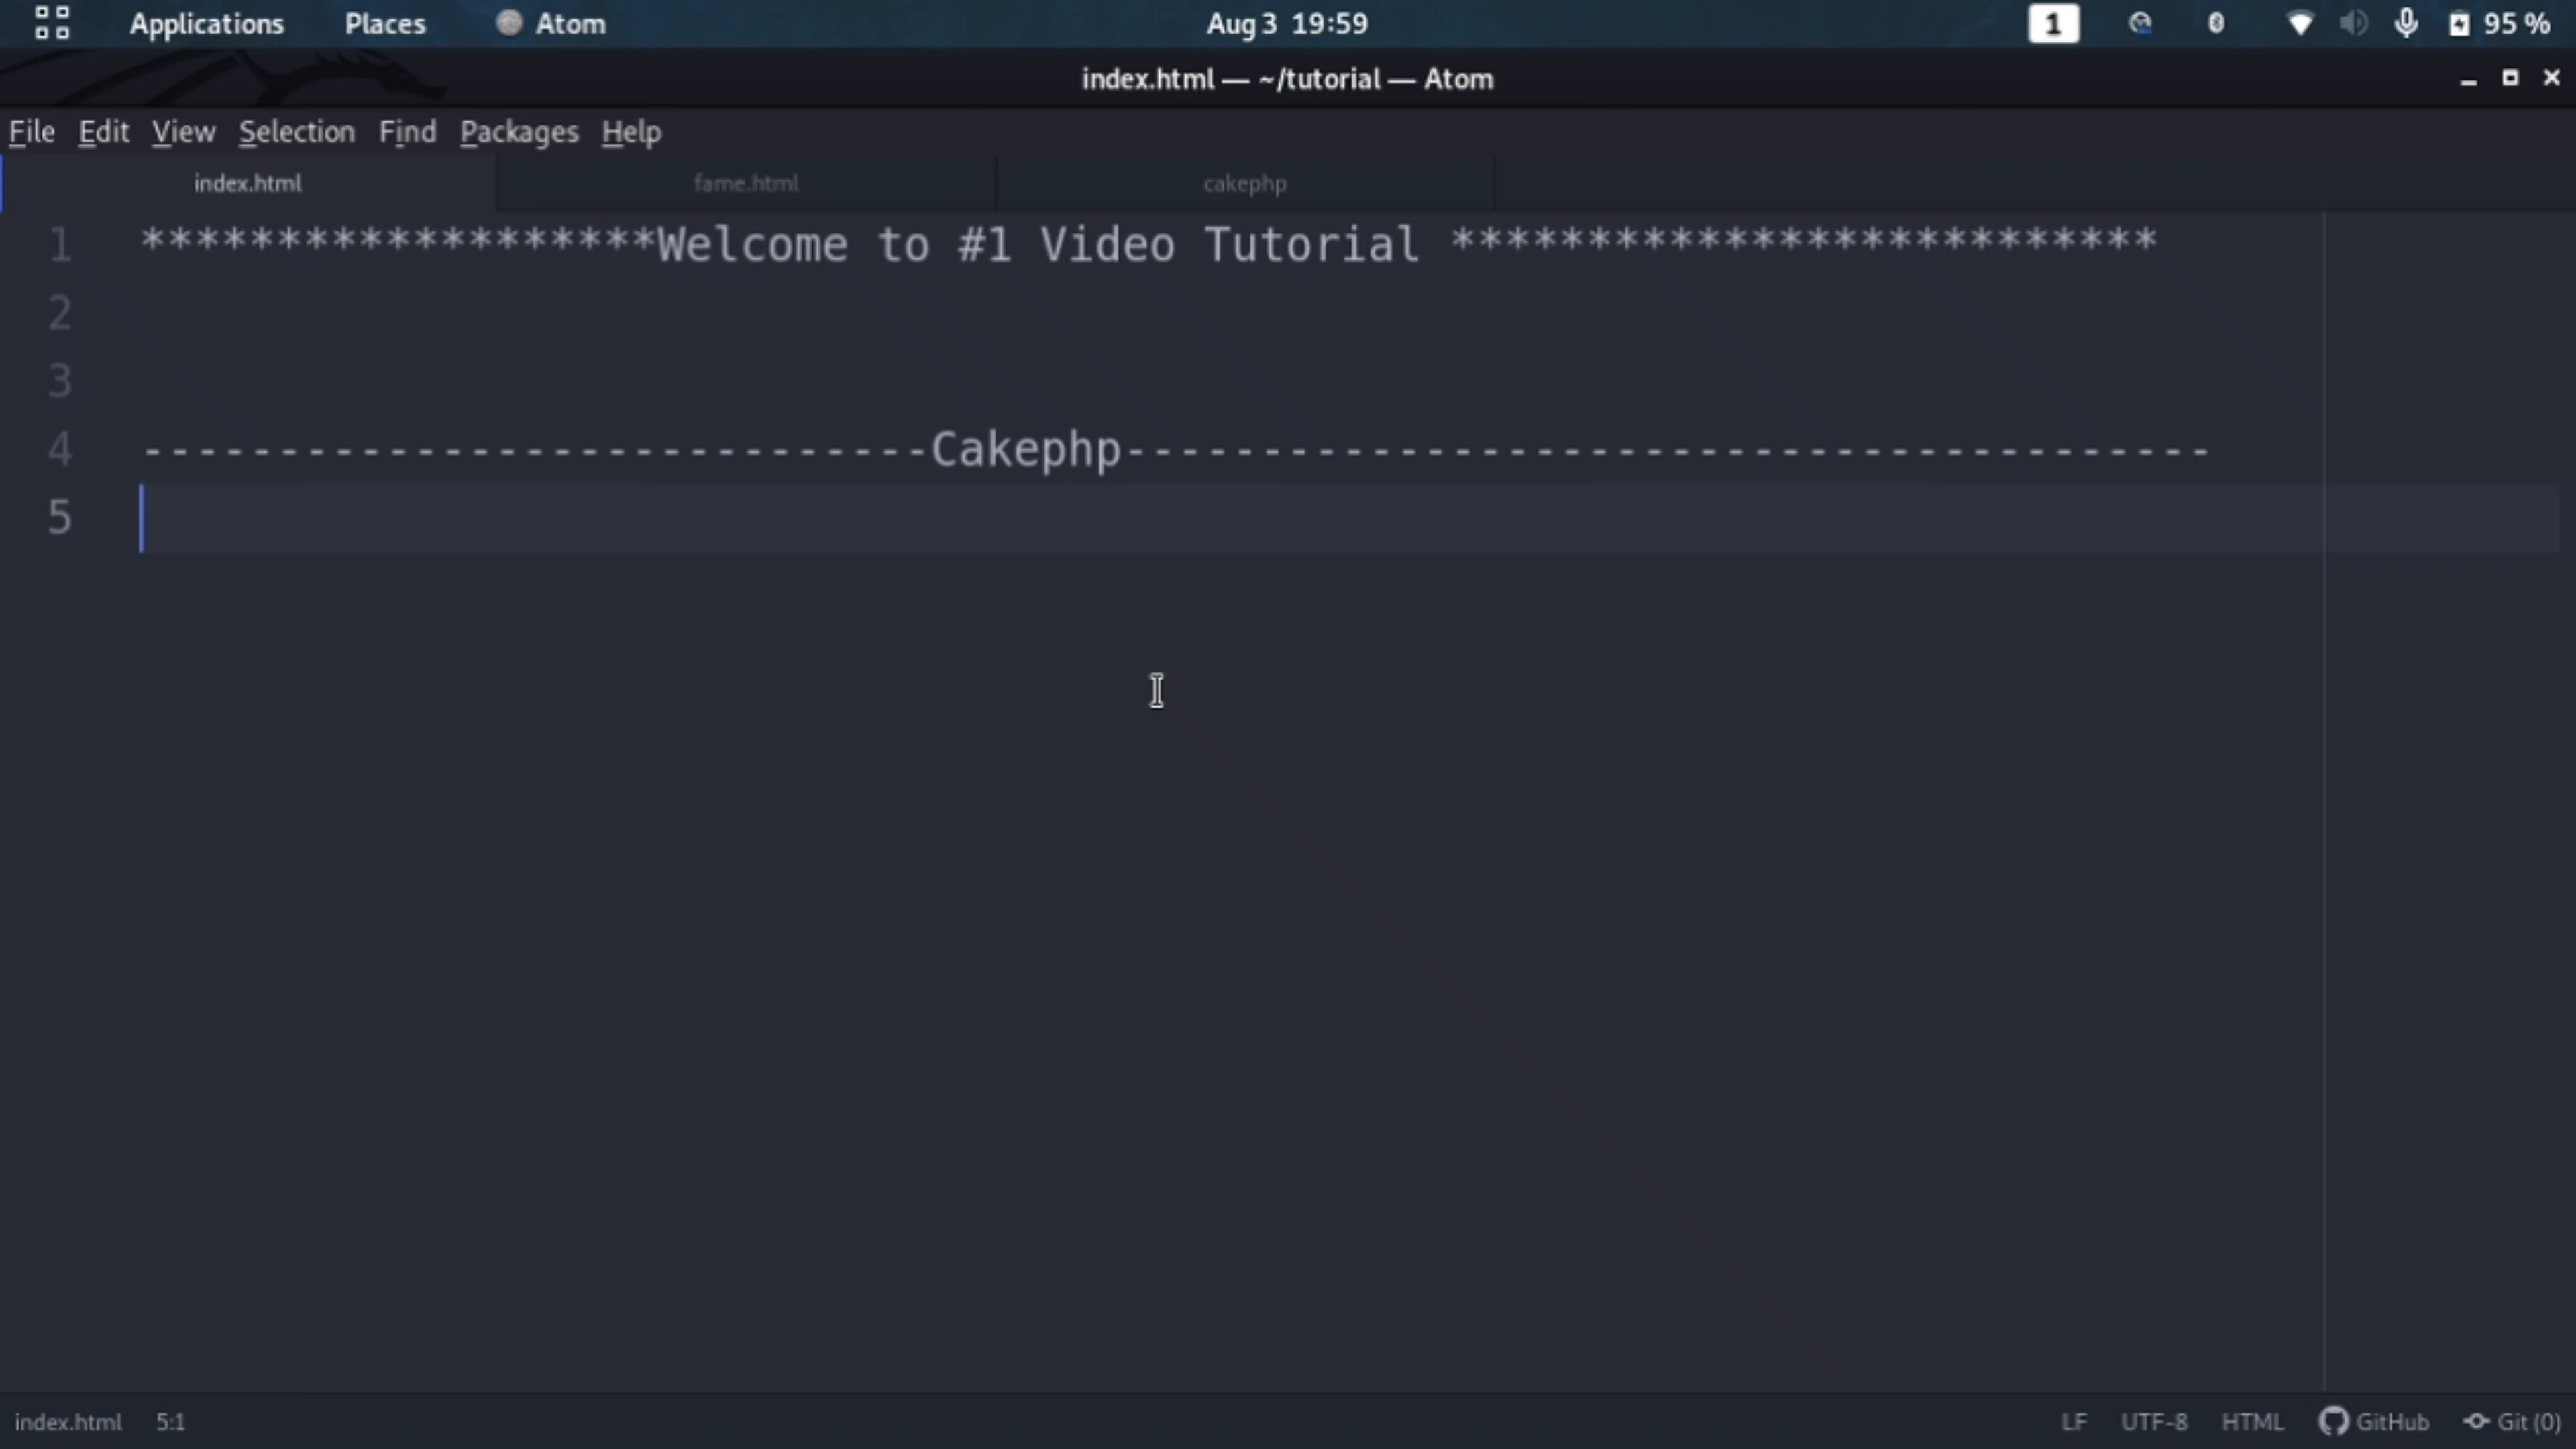 Applications Places Atom Aug 3 19:59 1 95 %
index.html — ~/tutorial — Atom
File Edit View Selection Find Packages Help
index.html fame.html cakephp
1 *******************Welcome to #1 Video Tutorial **************************
2
3
4 -----------------------------Cakephp----------------------------------------
5
index.html 5:1 LF UTF-8 HTML GitHub Git (0)